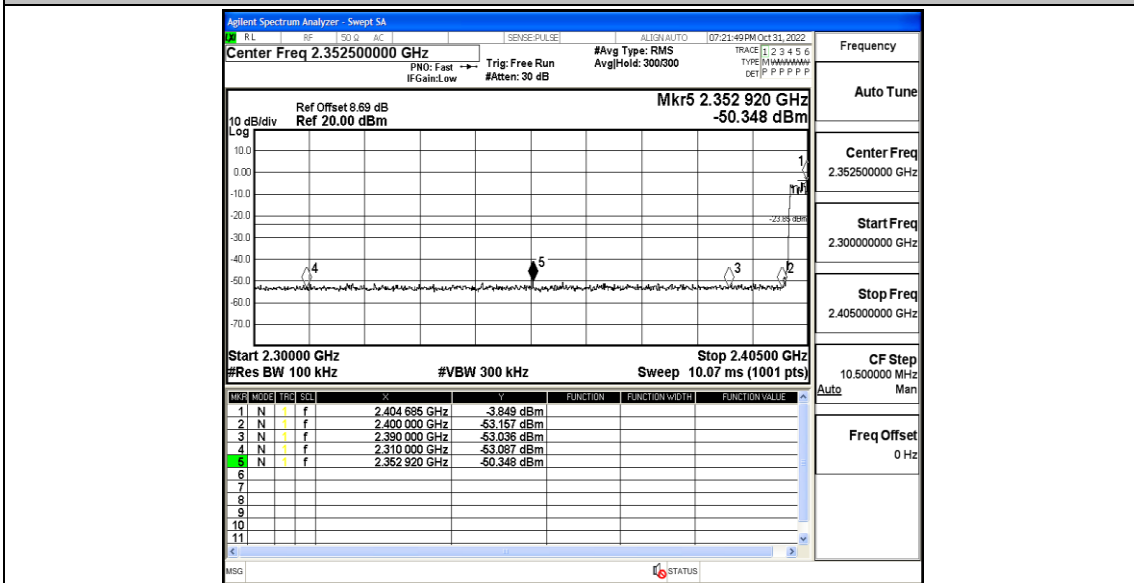 Agilent Spectrum Analyzer - Swept SA
LXI RL RF 50 Ω AC SENSE:PULSE ALIGN AUTO 07:21:49 PM Oct 31, 2022
Center Freq 2.352500000 GHz
PNO: Fast
IFGain:Low
Trig: Free Run
#Atten: 30 dB
#Avg Type: RMS
Avg|Hold: 300/300
TRACE 1 2 3 4 5 6
TYPE MWWWWW
DET P P P P P P
Ref Offset 8.69 dB
Ref 20.00 dBm
10 dB/div
Log
Mkr5 2.352 920 GHz
-50.348 dBm
10.0
0.00
-10.0
-20.0
-30.0
-40.0
-50.0
-60.0
-70.0
1
-23.85 dBm
4
5
3
2
Start 2.30000 GHz
Stop 2.40500 GHz
#Res BW 100 kHz
#VBW 300 kHz
Sweep 10.07 ms (1001 pts)
MKR MODE TRC SCL X Y FUNCTION FUNCTION WIDTH FUNCTION VALUE
1 N 1 f 2.404 685 GHz -3.849 dBm
2 N 1 f 2.400 000 GHz -53.157 dBm
3 N 1 f 2.390 000 GHz -53.036 dBm
4 N 1 f 2.310 000 GHz -53.087 dBm
5 N 1 f 2.352 920 GHz -50.348 dBm
6
7
8
9
10
11
MSG
STATUS
Frequency
Auto Tune
Center Freq
2.352500000 GHz
Start Freq
2.300000000 GHz
Stop Freq
2.405000000 GHz
CF Step
10.500000 MHz
Auto Man
Freq Offset
0 Hz